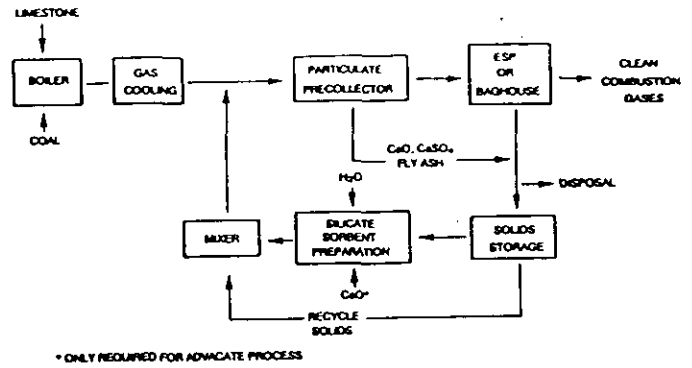 LIMESTONE
BOILER
COAL
GAS
COOLING
PARTICULATE
PRECOLLECTOR
ESP
OR
BAGHOUSE
CLEAN
COMBUSTION
GASES
CaO, CaSO₄
FLY ASH
H₂O
DISPOSAL
MIXER
SILICATE
SORBENT
PREPARATION
SOLIDS
STORAGE
CaO*
RECYCLE
SOLIDS
* ONLY REQUIRED FOR ADVACATE PROCESS